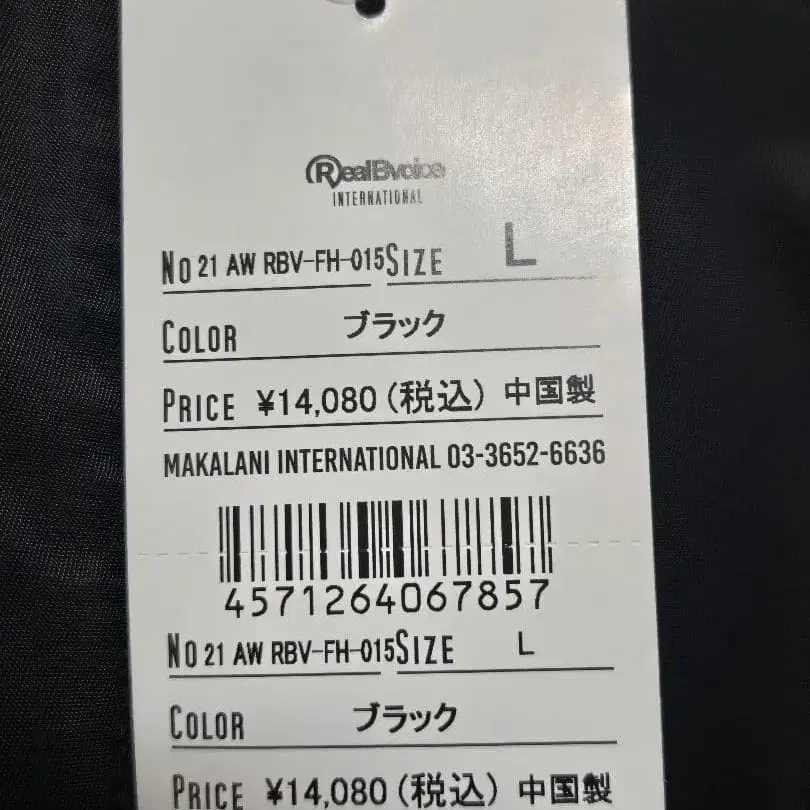 RealBvoice
INTERNATIONAL
No 21 AW RBV-FH-015 SIZE L
COLOR ブラック
PRICE ¥14,080(税込) 中国製
MAKALANI INTERNATIONAL 03-3652-6636
4571264067857
No 21 AW RBV-FH-015 SIZE L
COLOR ブラック
PRICE ¥14,080(税込) 中国製